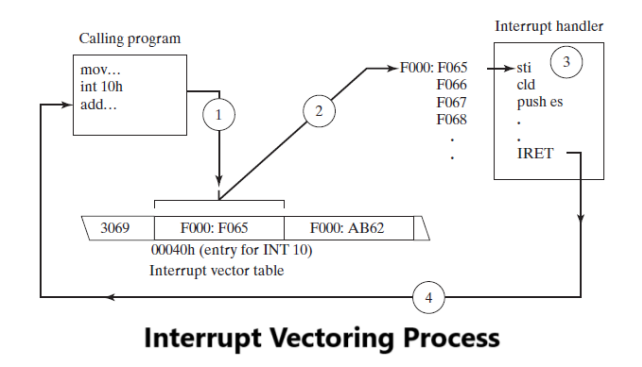 Calling program
mov...
int 10h
add...
1
2
Interrupt handler
F000: F065
F066
F067
F068
.
.
sti
cld
push es
.
.
IRET
3
3069
F000: F065
F000: AB62
00040h (entry for INT 10)
Interrupt vector table
4
Interrupt Vectoring Process